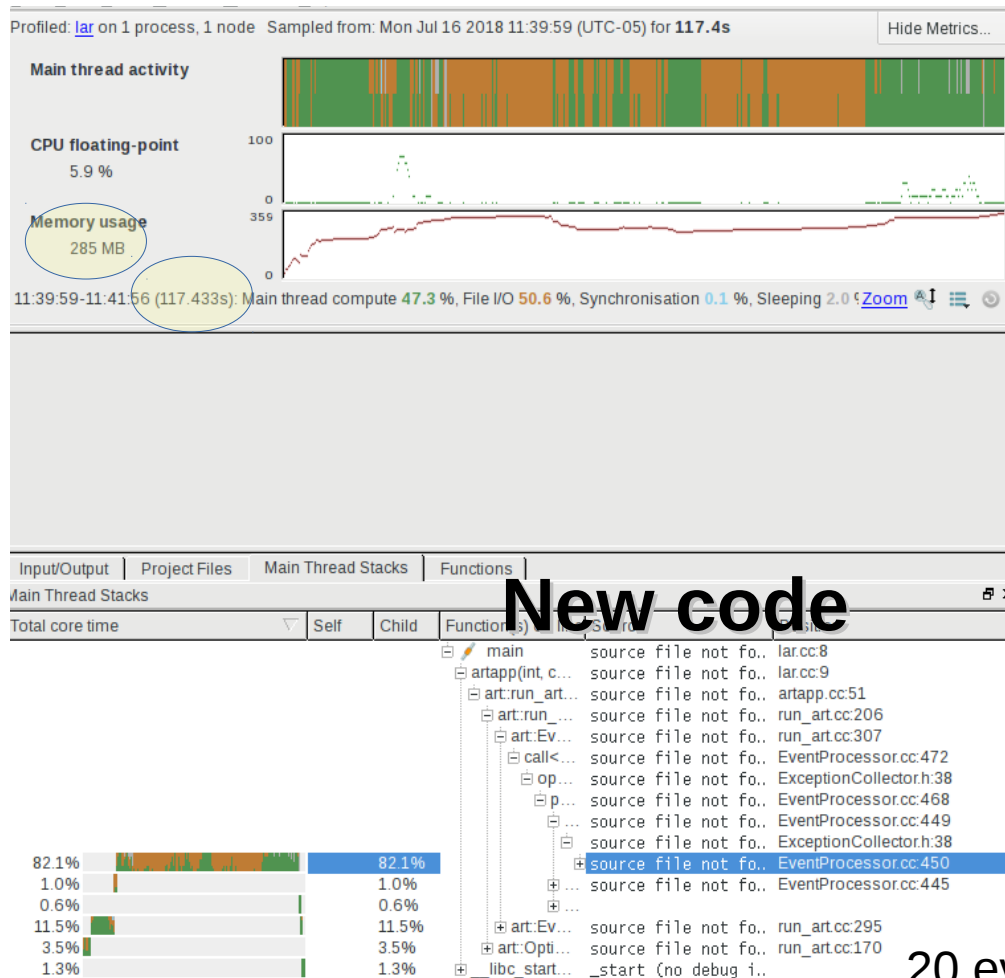 Profiled: lar on 1 process, 1 node Sampled from: Mon Jul 16 2018 11:39:59 (UTC-05) for 117.4s Hide Metrics...
Main thread activity
CPU floating-point 100
5.9 %
0
Memory usage 359
285 MB
0
11:39:59-11:41:56 (117.433s): Main thread compute 47.3 %, File I/O 50.6 %, Synchronisation 0.1 %, Sleeping 2.0 Zoom
Input/Output Project Files Main Thread Stacks Functions
New code
Main Thread Stacks
Total core time Self Child Function(s)
main source file not fo.. lar.cc:8
artapp(int, c... source file not fo.. lar.cc:9
art::run_art... source file not fo.. artapp.cc:51
art::run_... source file not fo.. run_art.cc:206
art::Ev... source file not fo.. run_art.cc:307
call<... source file not fo.. EventProcessor.cc:472
op... source file not fo.. ExceptionCollector.h:38
p... source file not fo.. EventProcessor.cc:468
... source file not fo.. EventProcessor.cc:449
source file not fo.. ExceptionCollector.h:38
82.1% 82.1% source file not fo.. EventProcessor.cc:450
1.0% 1.0% ... source file not fo.. EventProcessor.cc:445
0.6% 0.6% ...
11.5% 11.5% art::Ev... source file not fo.. run_art.cc:295
3.5% 3.5% art::Opti... source file not fo.. run_art.cc:170
1.3% 1.3% __libc_start... _start (no debug i..
20 ev